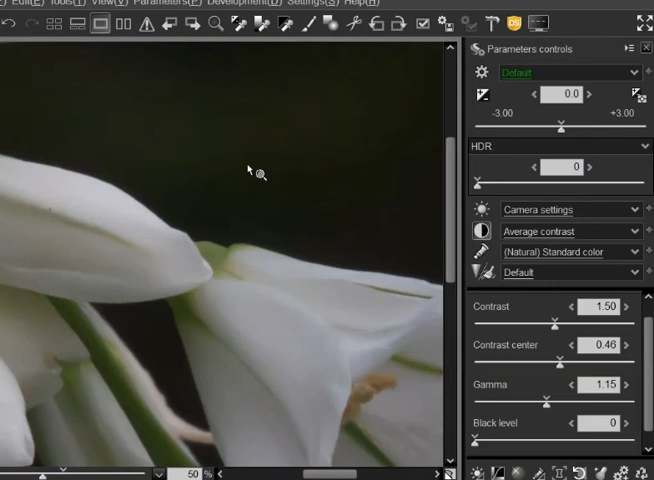 Edit(E) Tools(T) View(V) Parameters(P) Development(D) Settings(S) Help(H)
DS
Parameters controls
Default
0.0
-3.00 +3.00
HDR
0
Camera settings
Average contrast
(Natural) Standard color
Default
Contrast 1.50
Contrast center 0.46
Gamma 1.15
Black level 0
50 %